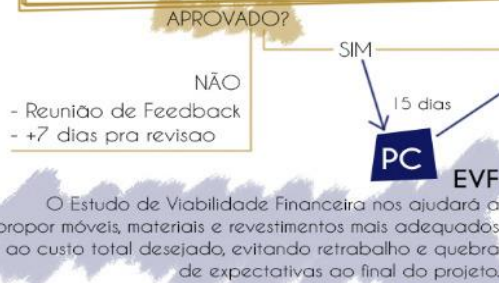 APROVADO?
SIM
NÃO
- Reunião de Feedback
- +7 dias pra revisao
15 dias
PC
EVF
O Estudo de Viabilidade Financeira nos ajudará a
propor móveis, materiais e revestimentos mais adequados
ao custo total desejado, evitando retrabalho e quebra
de expectativas ao final do projeto.